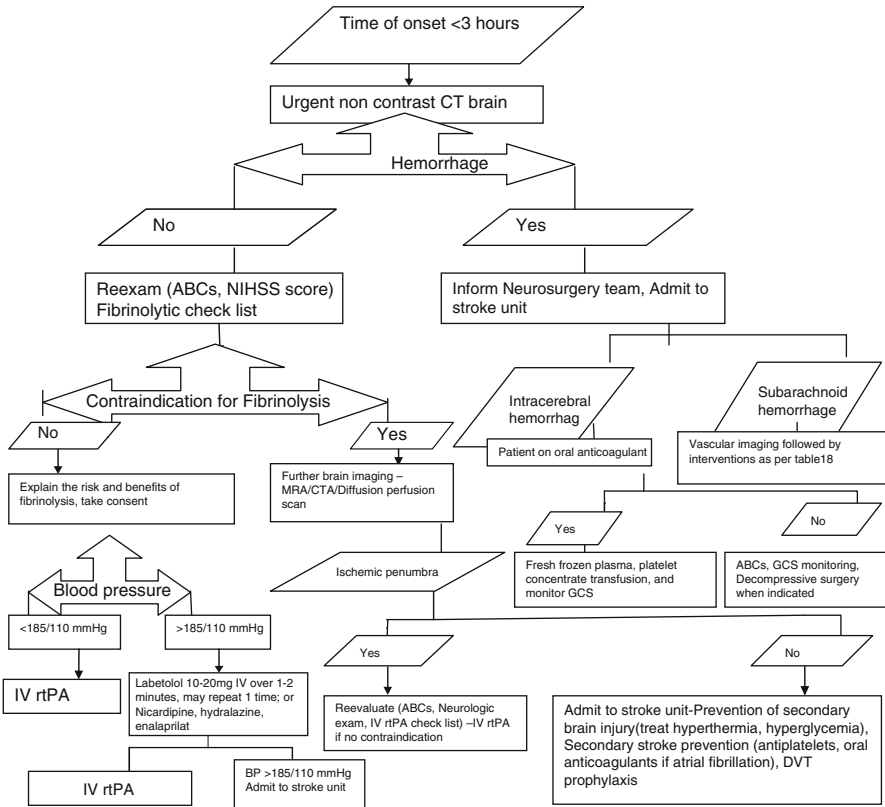 Time of onset <3 hours
Urgent non contrast CT brain
Hemorrhage
No
Yes
Reexam (ABCs, NIHSS score)
Fibrinolytic check list
Inform Neurosurgery team, Admit to
stroke unit
Contraindication for Fibrinolysis
No
Yes
Intracerebral
hemorrhag
Subarachnoid
hemorrhage
Patient on oral anticoagulant
Vascular imaging followed by
interventions as per table18
Explain the risk and benefits of
fibrinolysis, take consent
Further brain imaging –
MRA/CTA/Diffusion perfusion
scan
Yes
No
Fresh frozen plasma, platelet
concentrate transfusion, and
monitor GCS
ABCs, GCS monitoring,
Decompressive surgery
when indicated
Ischemic penumbra
Blood pressure
<185/110 mmHg
>185/110 mmHg
IV rtPA
Labetolol 10-20mg IV over 1-2
minutes, may repeat 1 time; or
Nicardipine, hydralazine,
enalaprilat
Yes
No
Reevaluate (ABCs, Neurologic
exam, IV rtPA check list) –IV rtPA
if no contraindication
Admit to stroke unit-Prevention of secondary
brain injury(treat hyperthermia, hyperglycemia),
Secondary stroke prevention (antiplatelets, oral
anticoagulants if atrial fibrillation), DVT
prophylaxis
IV rtPA
BP >185/110 mmHg
Admit to stroke unit